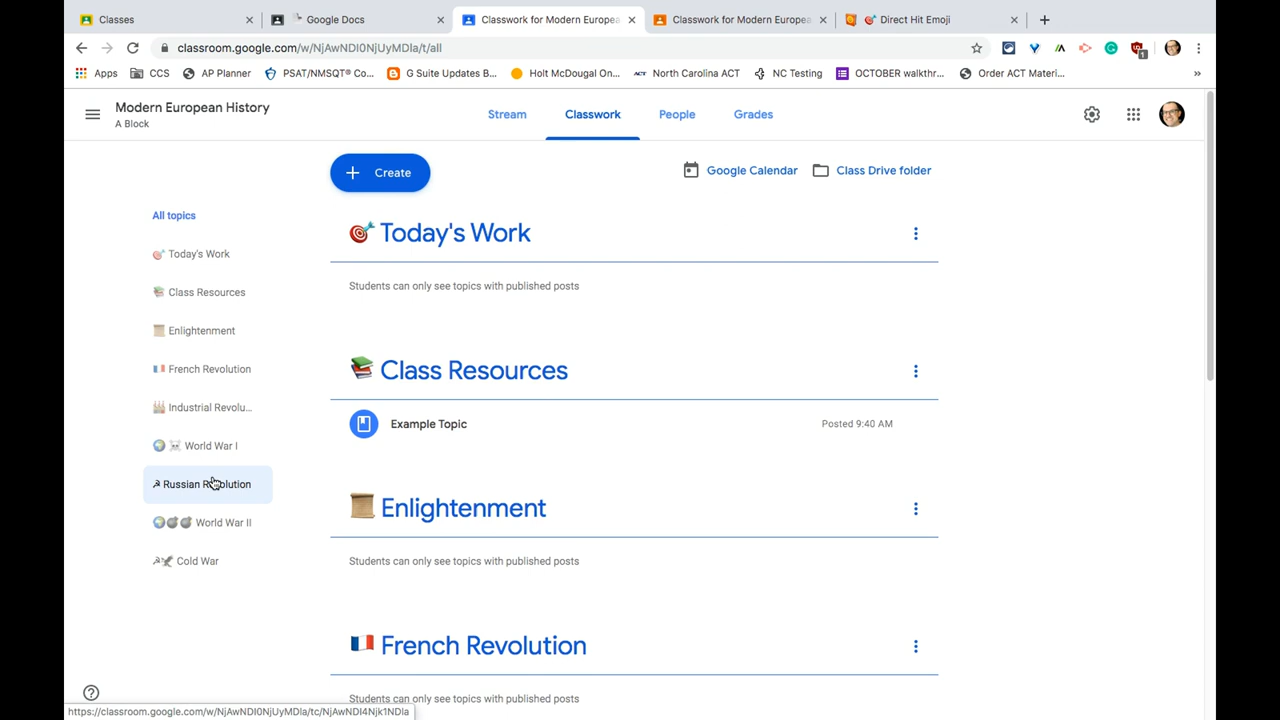 Classes
Google Docs
Classwork for Modern Europea
Classwork for Modern Europea
Direct Hit Emoji
classroom.google.com/w/NjAwNDI0NjUyMDla/t/all
Apps
CCS
AP Planner
PSAT/NMSQT® Co...
G Suite Updates B...
Holt McDougal On...
ACT North Carolina ACT
NC Testing
OCTOBER walkthr...
Order ACT Materi...
Modern European History
A Block
Stream
Classwork
People
Grades
Create
Google Calendar
Class Drive folder
All topics
Today's Work
Class Resources
Enlightenment
French Revolution
Industrial Revolu...
World War I
Russian Revolution
World War II
Cold War
Today's Work
Students can only see topics with published posts
Class Resources
Example Topic
Posted 9:40 AM
Enlightenment
Students can only see topics with published posts
French Revolution
Students can only see topics with published posts
https://classroom.google.com/w/NjAwNDI0NjUyMDla/tc/NjAwNDI4Njk1NDla